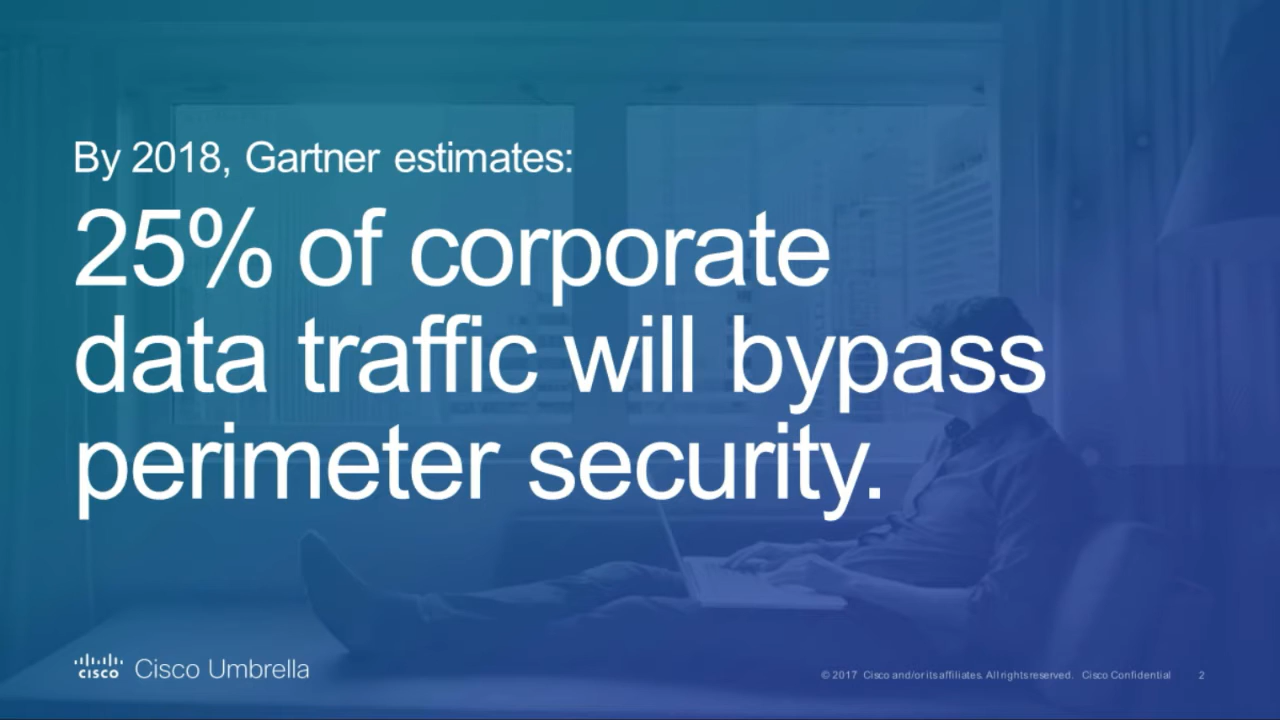 By 2018, Gartner estimates:
25% of corporate
data traffic will bypass
perimeter security.
CISCO Cisco Umbrella
© 2017 Cisco and/or its affiliates. All rights reserved. Cisco Confidential 2